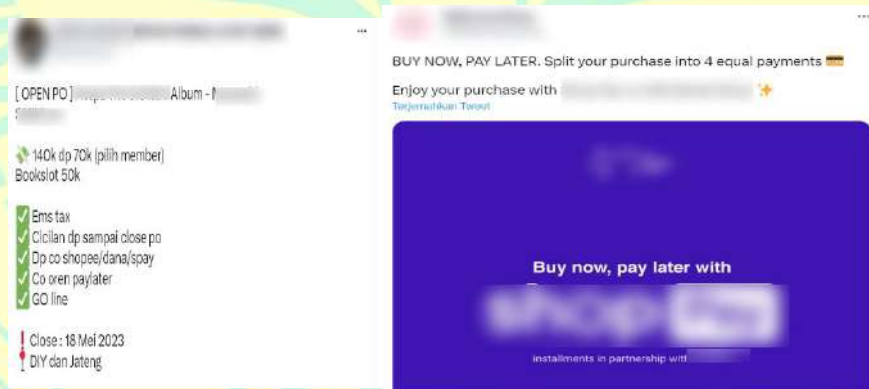 [ OPEN PO ] Album -
140k dp 70k (pilih member)
Bookslot 50k
Ems tax
Cicilan dp sampai close po
Dp co shopee/dana/spay
Co oren paylater
GO line
Close : 18 Mei 2023
DIY dan Jateng
BUY NOW, PAY LATER. Split your purchase into 4 equal payments
Enjoy your purchase with
Terjemahkan Tweet
Buy now, pay later with
shop Pay
installments in partnership with